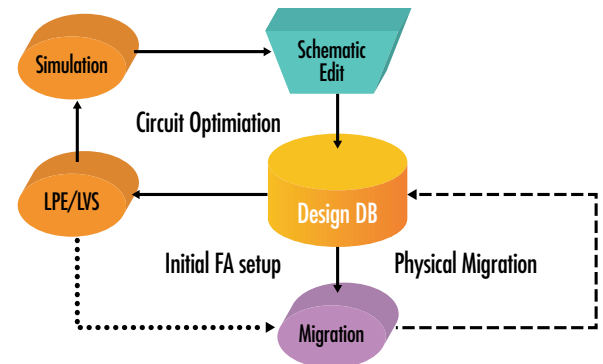 Simulation
Schematic
Edit
Circuit Optimiation
LPE/LVS
Design DB
Initial FA setup
Physical Migration
Migration